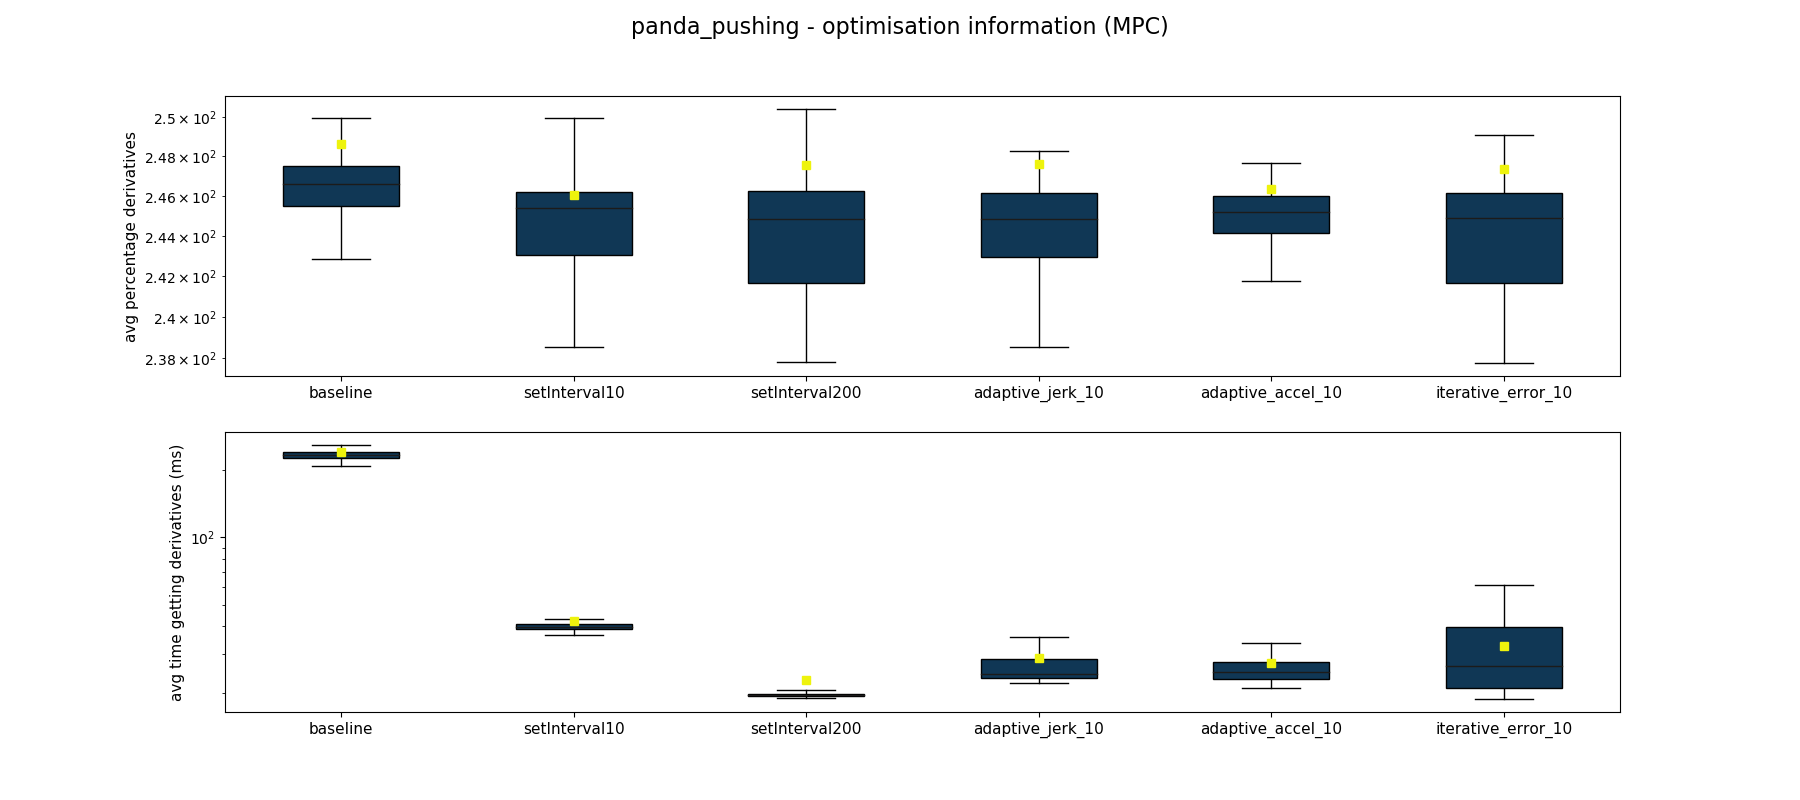 panda_pushing - optimisation information (MPC)
avg percentage derivatives
2.5 × 10²
2.48 × 10²
2.46 × 10²
2.44 × 10²
2.42 × 10²
2.4 × 10²
2.38 × 10²
baseline setInterval10 setInterval200 adaptive_jerk_10 adaptive_accel_10 iterative_error_10
avg time getting derivatives (ms)
10²
baseline setInterval10 setInterval200 adaptive_jerk_10 adaptive_accel_10 iterative_error_10